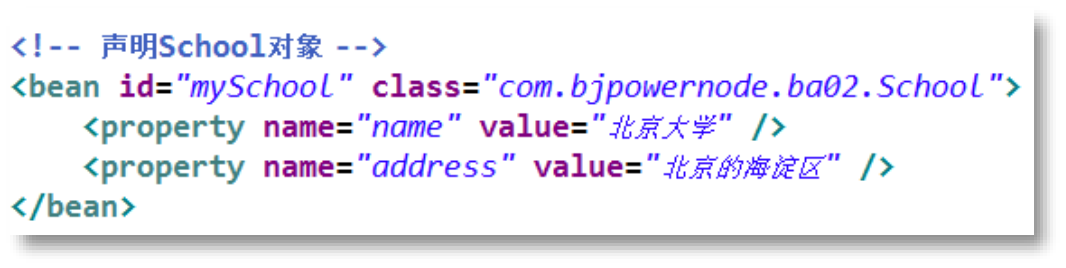 <!-- 声明School对象 -->
<bean id="mySchool" class="com.bjpowernode.ba02.School">
    <property name="name" value="北京大学" />
    <property name="address" value="北京的海淀区" />
</bean>